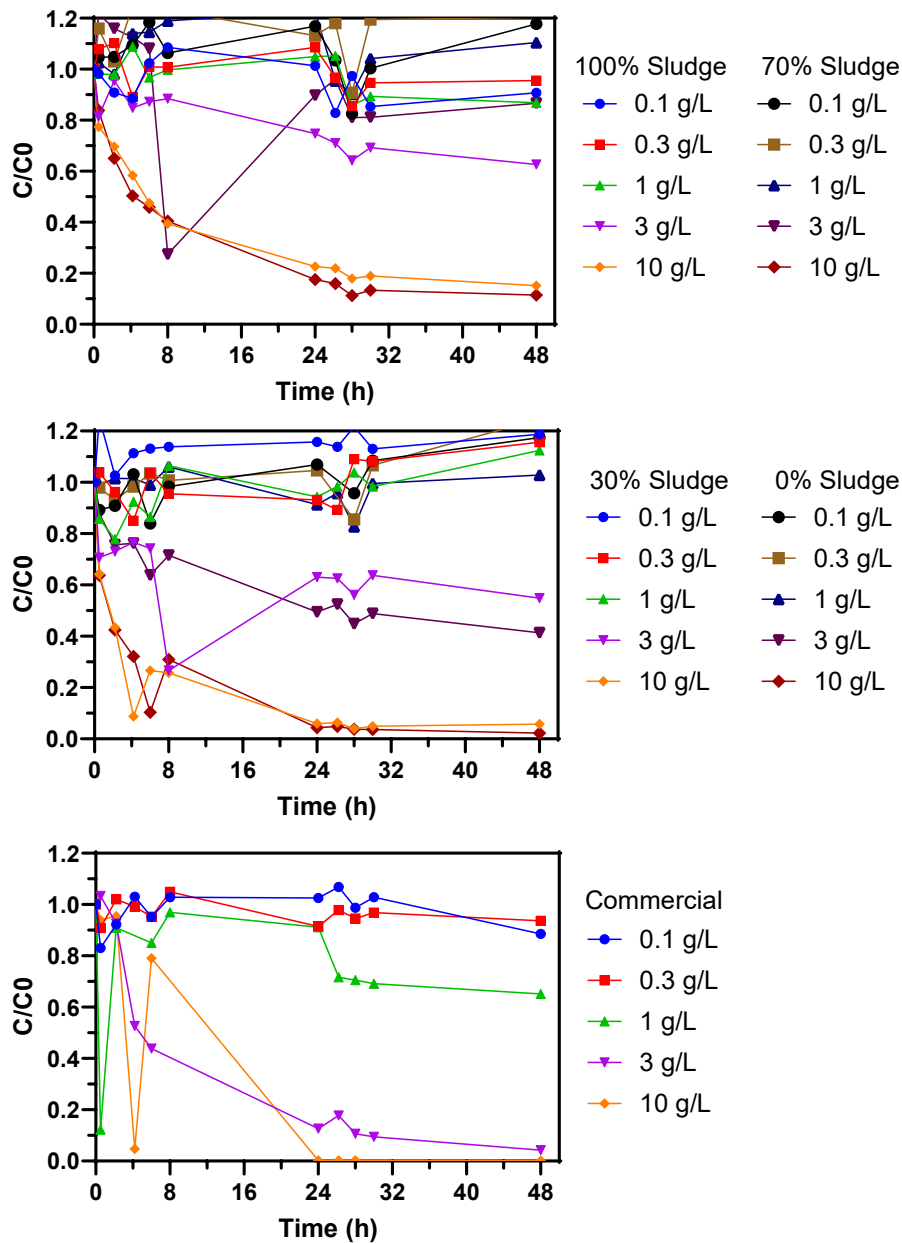 C/C0
1.2
1.0
0.8
0.6
0.4
0.2
0.0
0 8 16 24 32 40 48
Time (h)
100% Sludge 70% Sludge
0.1 g/L 0.1 g/L
0.3 g/L 0.3 g/L
1 g/L 1 g/L
3 g/L 3 g/L
10 g/L 10 g/L
C/C0
1.2
1.0
0.8
0.6
0.4
0.2
0.0
0 8 16 24 32 40 48
Time (h)
30% Sludge 0% Sludge
0.1 g/L 0.1 g/L
0.3 g/L 0.3 g/L
1 g/L 1 g/L
3 g/L 3 g/L
10 g/L 10 g/L
C/C0
1.2
1.0
0.8
0.6
0.4
0.2
0.0
0 8 16 24 32 40 48
Time (h)
Commercial
0.1 g/L
0.3 g/L
1 g/L
3 g/L
10 g/L